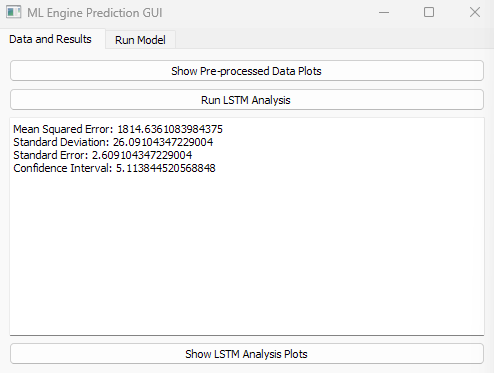 ML Engine Prediction GUI
Data and Results
Run Model
Show Pre-processed Data Plots
Run LSTM Analysis
Mean Squared Error: 1814.6361083984375
Standard Deviation: 26.09104347229004
Standard Error: 2.609104347229004
Confidence Interval: 5.113844520568848
Show LSTM Analysis Plots